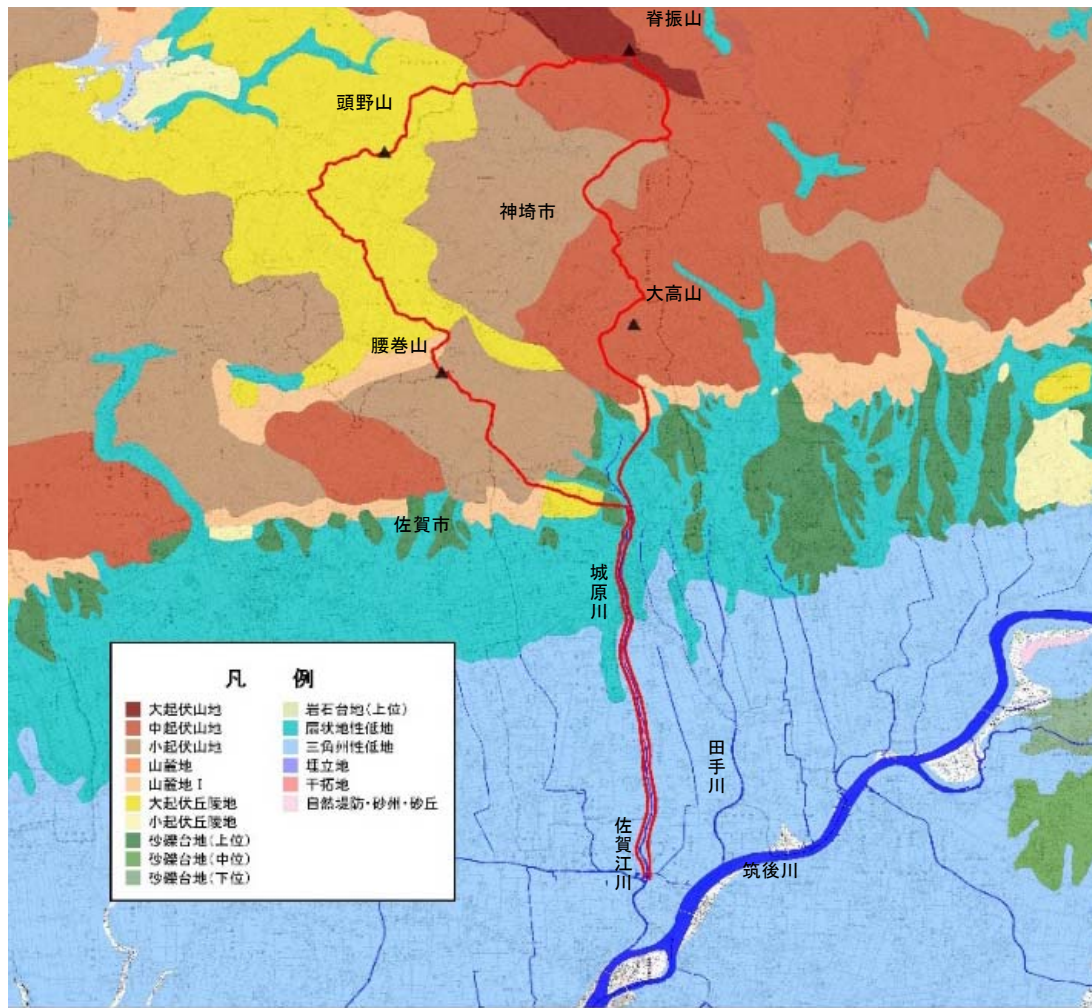 脊振山
頭野山
神埼市
大高山
腰巻山
佐賀市
城原川
田手川
佐賀江川
筑後川
凡 例
大起伏山地
中起伏山地
小起伏山地
山麓地
山麓地Ⅰ
大起伏丘陵地
小起伏丘陵地
砂礫台地(上位)
砂礫台地(中位)
砂礫台地(下位)
岩石台地(上位)
扇状地性低地
三角州性低地
埋立地
干拓地
自然堤防・砂州・砂丘